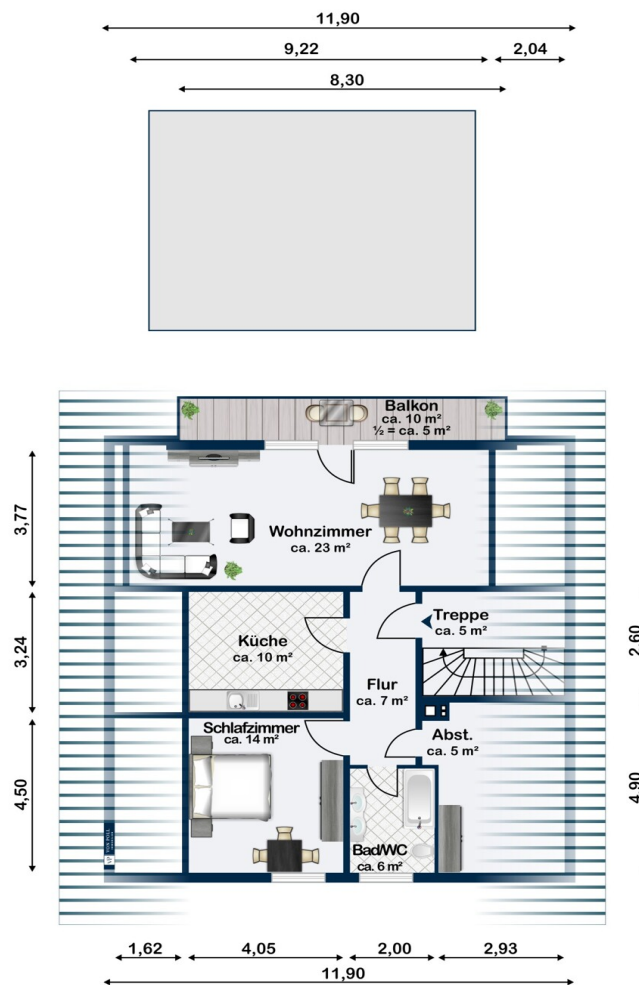 11,90
9,22
2,04
8,30
Balkon
ca. 10 m²
½ = ca. 5 m²
3,77
Wohnzimmer
ca. 23 m²
Treppe
ca. 5 m²
2,60
3,24
Küche
ca. 10 m²
Flur
ca. 7 m²
Schlafzimmer
ca. 14 m²
Abst.
ca. 5 m²
4,50
4,90
Bad/WC
ca. 6 m²
1,62
4,05
2,00
2,93
11,90